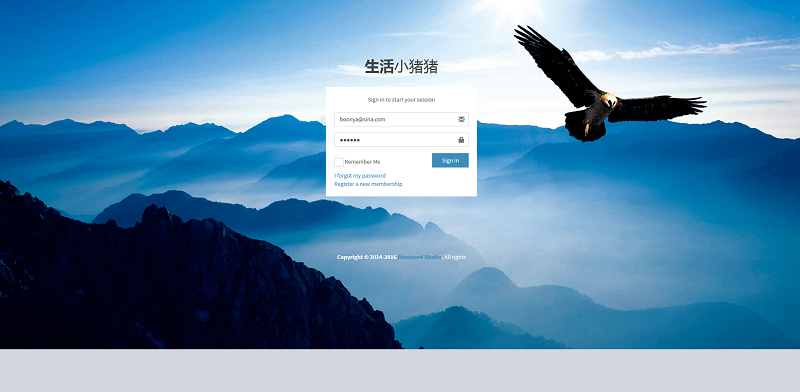 生活小猪猪
Sign in to start your session
boonya@sina.com
••••••
Remember Me
Sign In
I forgot my password
Register a new membership
Copyright © 2014-2016 Almsaeed Studio. All rights